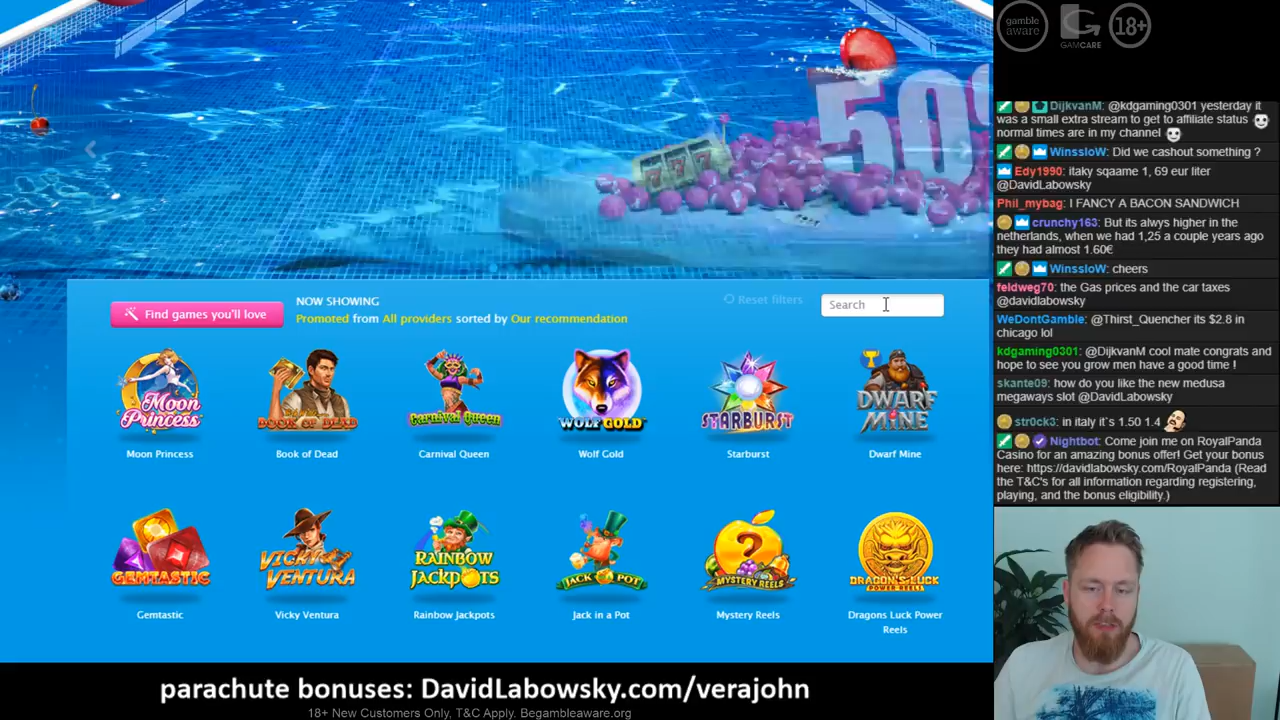 gamble
aware
GAMCARE
18+
50
777
DijkvanM: @kdgaming0301 yesterday it
was a small extra stream to get to affiliate status
normal times are in my channel
WinssloW: Did we cashout something ?
Edy1990: itaky sqaame 1, 69 eur liter
@DavidLabowsky
Phil_mybag: I FANCY A BACON SANDWICH
crunchy163: But its alwys higher in the
netherlands, when we had 1,25 a couple years ago
they had almost 1.60€
WinssloW: cheers
feldweg70: the Gas prices and the car taxes
@davidlabowsky
WeDontGamble: @Thirst_Quencher its $2.8 in
chicago lol
kdgaming0301: @DijkvanM cool mate congrats and
hope to see you grow men have a good time !
skante09: how do you like the new medusa
megaways slot @DavidLabowsky
str0ck3: in italy it`s 1.50 1.4
Nightbot: Come join me on RoyalPanda
Casino for an amazing bonus offer! Get your bonus
here: https://davidlabowsky.com/RoyalPanda (Read
the T&C's for all information regarding registering,
playing, and the bonus eligibility.)
Find games you'll love
NOW SHOWING
Promoted from All providers sorted by Our recommendation
Reset filters
Search
Moon
PRINCESS
BOOK OF DEAD
Carnival Queen
WOLF GOLD
STARBURST
DWARF
MINE
Moon Princess
Book of Dead
Carnival Queen
Wolf Gold
Starburst
Dwarf Mine
GEMTASTIC
VICKY
VENTURA
RAINBOW
JACKPOTS
JACK IN A POT
?
MYSTERY REELS
DRAGON'S LUCK
POWER REELS
Gemtastic
Vicky Ventura
Rainbow Jackpots
Jack in a Pot
Mystery Reels
Dragons Luck Power
Reels
parachute bonuses: DavidLabowsky.com/verajohn
18+ New Customers Only, T&C Apply. Begambleaware.org